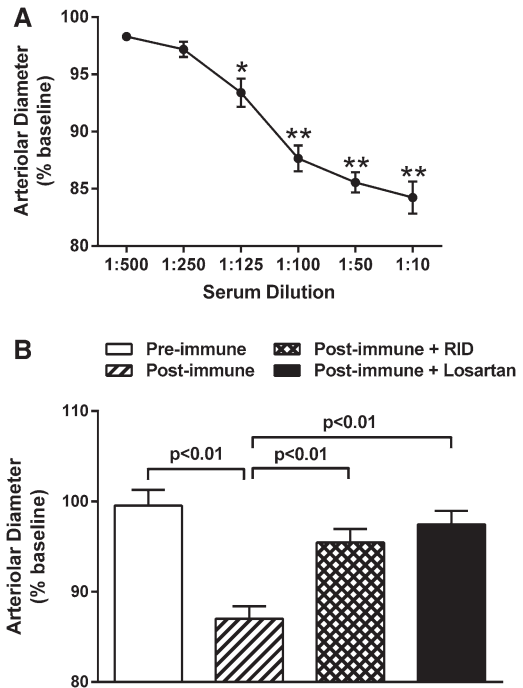 A
Arteriolar Diameter
(% baseline)
100
95
90
85
80
*
**
**
**
1:500 1:250 1:125 1:100 1:50 1:10
Serum Dilution
B
Pre-immune
Post-immune
Post-immune + RID
Post-immune + Losartan
Arteriolar Diameter
(% baseline)
110
100
90
80
p<0.01
p<0.01
p<0.01